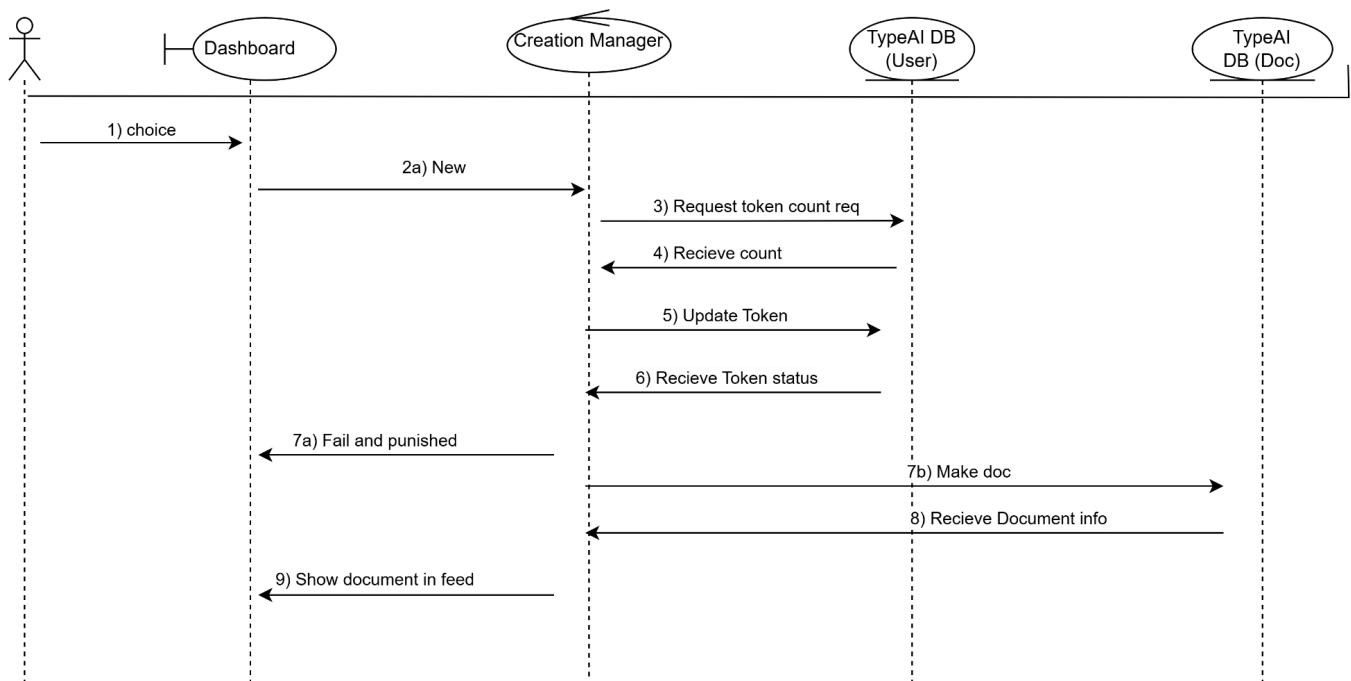 Dashboard
Creation Manager
TypeAI DB
(User)
TypeAI
DB (Doc)
1) choice
2a) New
3) Request token count req
4) Recieve count
5) Update Token
6) Recieve Token status
7a) Fail and punished
7b) Make doc
8) Recieve Document info
9) Show document in feed